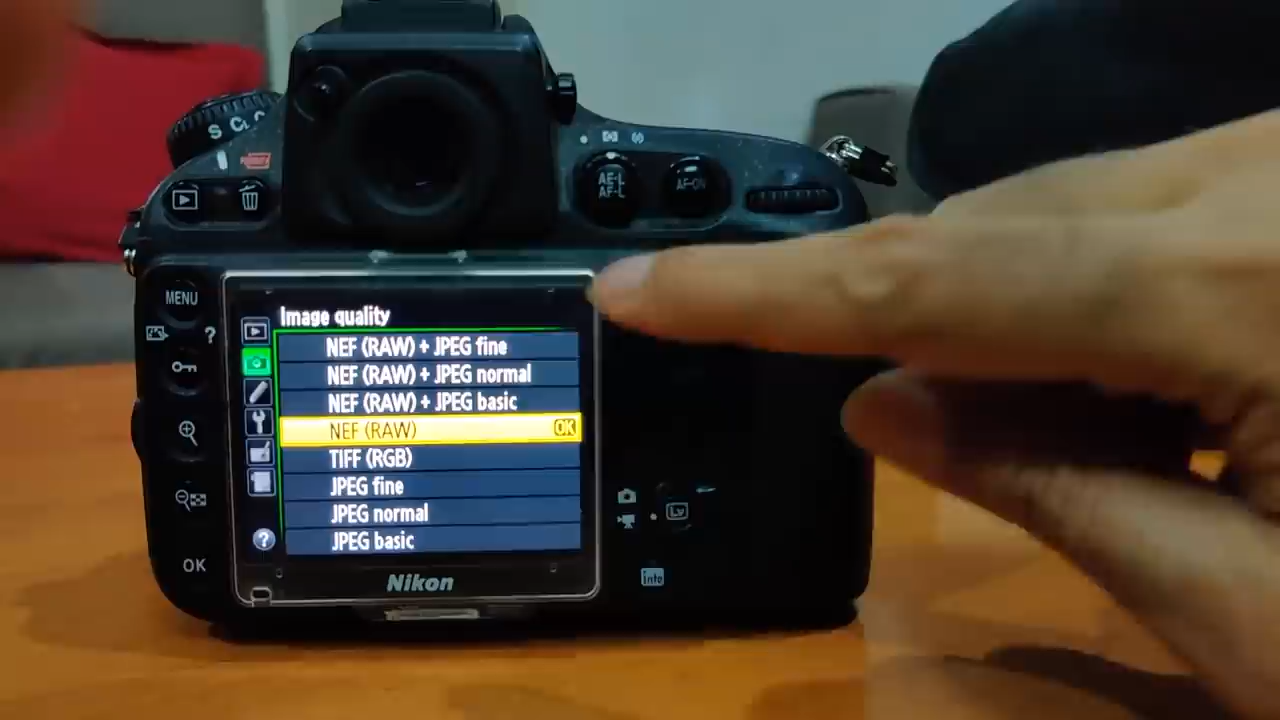 S CL C
AE-L
AF-L
AF-ON
MENU
?
Image quality
NEF (RAW) + JPEG fine
NEF (RAW) + JPEG normal
NEF (RAW) + JPEG basic
NEF (RAW) OK
TIFF (RGB)
JPEG fine
JPEG normal
JPEG basic
?
OK
Nikon
Lv
info